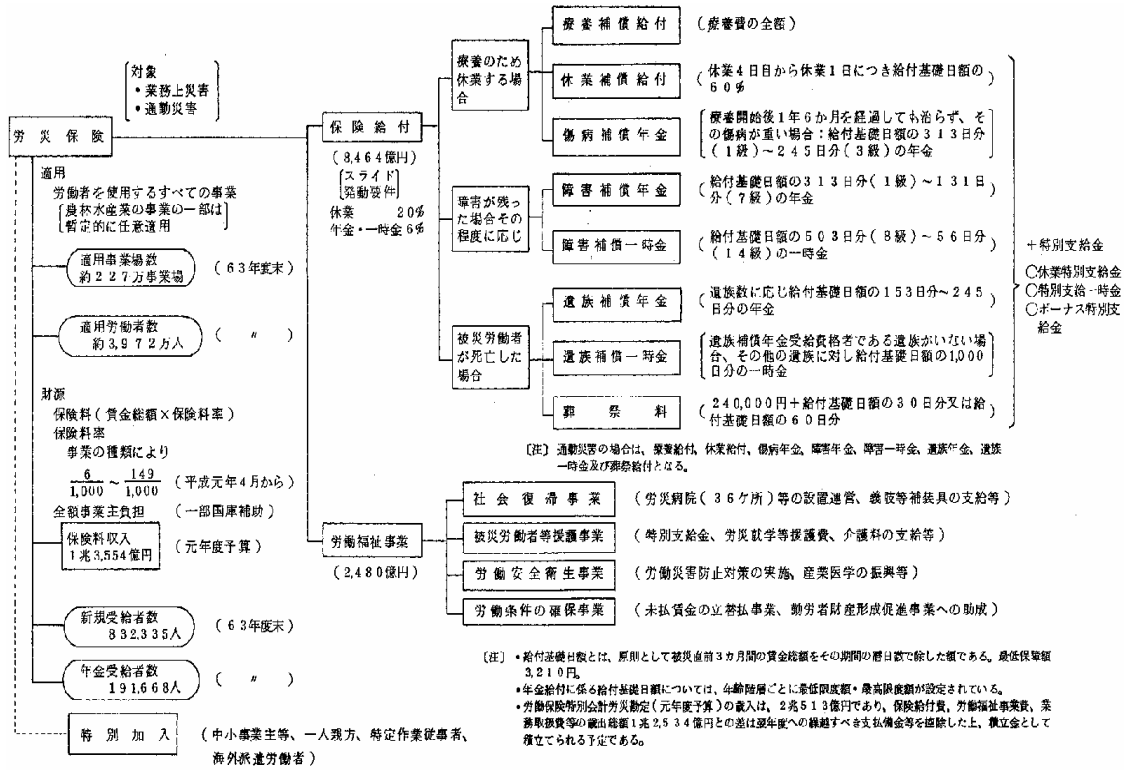 対象
・業務上災害
・通勤災害
労災保険
適用
労働者を使用するすべての事業
農林水産業の事業の一部は
暫定的に任意適用
適用事業場数
約227万事業場
(63年度末)
適用労働者数
約3,972万人
( 〃 )
財源
保険料(賃金総額×保険料率)
保険料率
事業の種類により
6/1,000 ~ 149/1,000 (平成元年4月から)
全額事業主負担 (一部国庫補助)
保険料収入
1兆3,554億円
(元年度予算)
新規受給者数
832,335人
(63年度末)
年金受給者数
191,668人
( 〃 )
特別加入
(中小事業主等、一人親方、特定作業従事者、
海外派遣労働者)
保険給付
(8,464億円)
スライド
発動要件
休業 20%
年金・一時金6%
療養のため
休業する場
合
療養補償給付
(療養費の全額)
休業補償給付
休業4日目から休業1日につき給付基礎日額の
60%
傷病補償年金
療養開始後1年6か月を経過しても治らず、そ
の傷病が重い場合:給付基礎日額の313日分
(1級)~245日分(3級)の年金
障害が残っ
た場合その
程度に応じ
障害補償年金
給付基礎日額の313日分(1級)~131日
分(7級)の年金
障害補償一時金
給付基礎日額の503日分(8級)~56日分
(14級)の一時金
被災労働者
が死亡した
場合
遺族補償年金
遺族数に応じ給付基礎日額の153日分~245
日分の年金
遺族補償一時金
遺族補償年金受給資格者である遺族がいない場
合、その他の遺族に対し給付基礎日額の1,000
日分の一時金
葬祭料
240,000円+給付基礎日額の30日分又は給
付基礎日額の60日分
+特別支給金
○休業特別支給金
○特別支給一時金
○ボーナス特別支
給金
〔注〕 通勤災害の場合は、療養給付、休業給付、傷病年金、障害年金、障害一時金、遺族年金、遺族
一時金及び葬祭給付となる。
労働福祉事業
(2,480億円)
社会復帰事業
(労災病院(36ケ所)等の設置運営、義肢等補装具の支給等)
被災労働者等援護事業
(特別支給金、労災就学等援護費、介護料の支給等)
労働安全衛生事業
(労働災害防止対策の実施、産業医学の振興等)
労働条件の確保事業
(未払賃金の立替払事業、勤労者財産形成促進事業への助成)
〔注〕 ・給付基礎日額とは、原則として被災直前3カ月間の賃金総額をその期間の暦日数で除した額である。最低保障額
3,210円。
・年金給付に係る給付基礎日額については、年齢階層ごとに最低限度額・最高限度額が設定されている。
・労働保険特別会計労災勘定(元年度予算)の歳入は、2兆513億円であり、保険給付費、労働福祉事業費、業
務取扱費等の歳出総額1兆2,534億円との差は翌年度への繰越すべき支払備金等を控除した上、積立金として
積立てられる予定である。